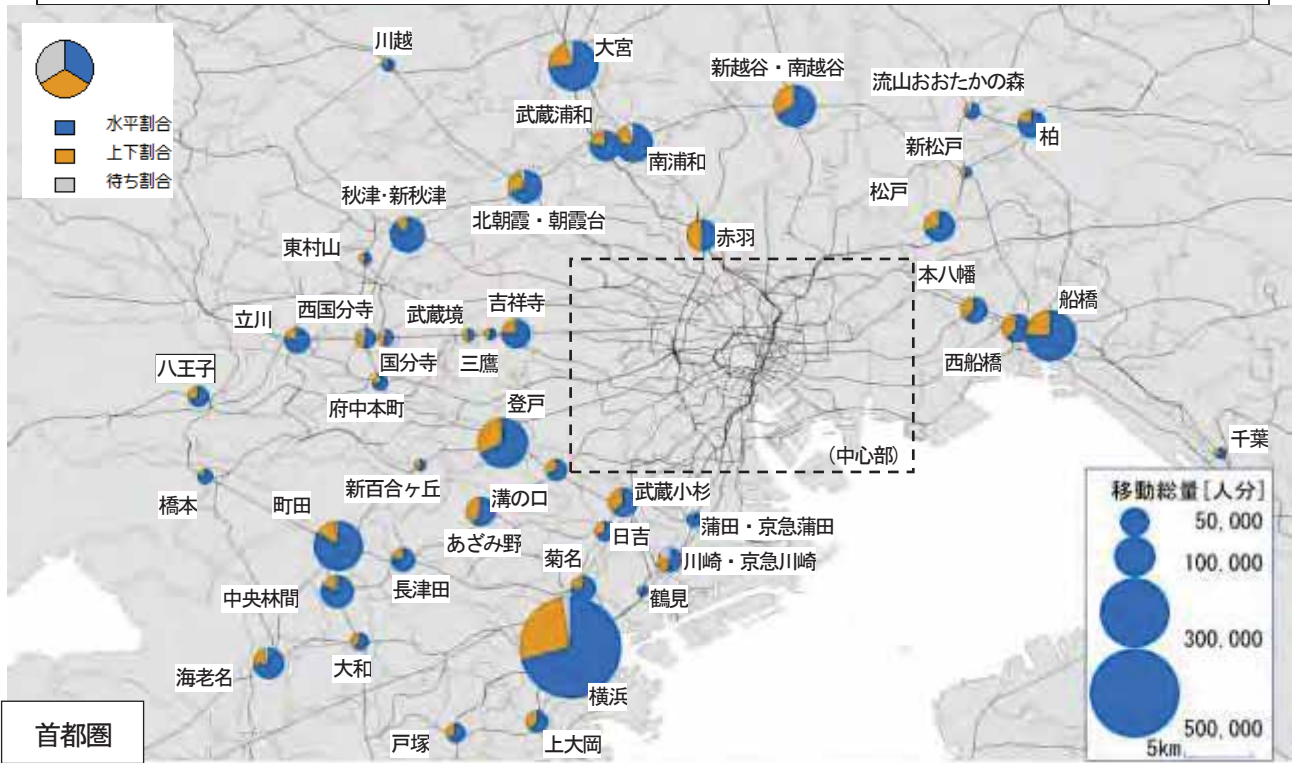 水平割合
上下割合
待ち割合
川越
大宮
新越谷・南越谷
流山おおたかの森
武蔵浦和
南浦和
新松戸
柏
秋津・新秋津
北朝霞・朝霞台
松戸
東村山
赤羽
本八幡
船橋
立川
西国分寺
武蔵境
吉祥寺
国分寺
三鷹
西船橋
八王子
府中本町
登戸
(中心部)
千葉
橋本
新百合ヶ丘
溝の口
武蔵小杉
町田
あざみ野
日吉
蒲田・京急蒲田
菊名
川崎・京急川崎
中央林間
長津田
鶴見
海老名
大和
横浜
戸塚
上大岡
首都圏
移動総量[人分]
50,000
100,000
300,000
500,000
5km